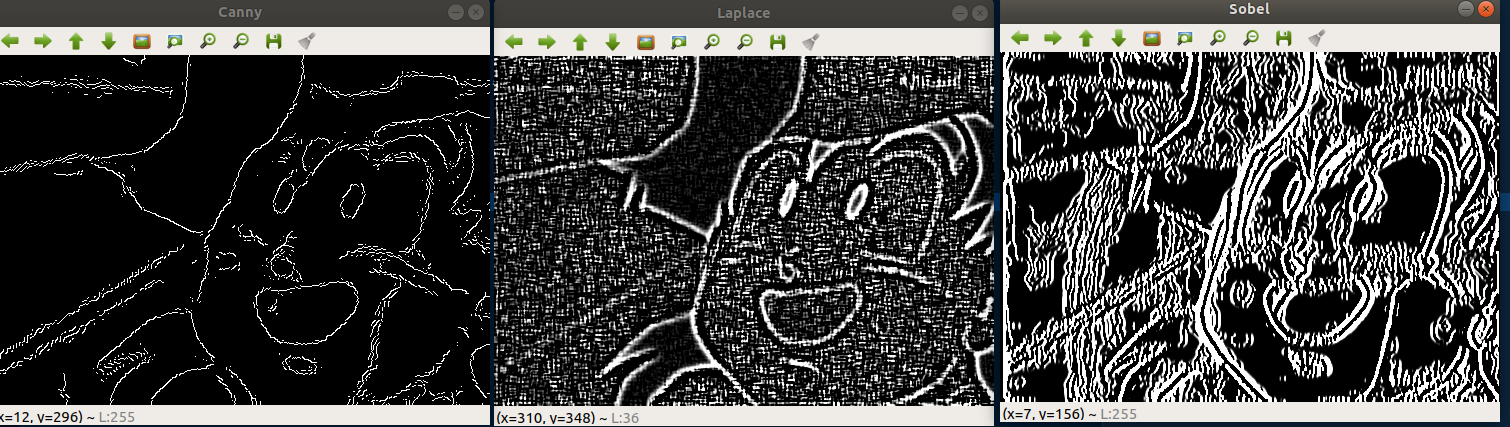 Canny
Laplace
Sobel
x=12, y=296) ~ L:255
(x=310, y=348) ~ L:36
(x=7, y=156) ~ L:255